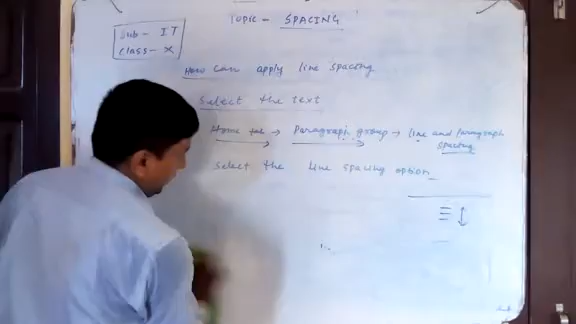 Topic - SPACING
Sub - IT
Class - X
How can apply line spacing
Select the text
Home tab → Paragraph group → line and Paragraph
spacing
Select the line spacing option